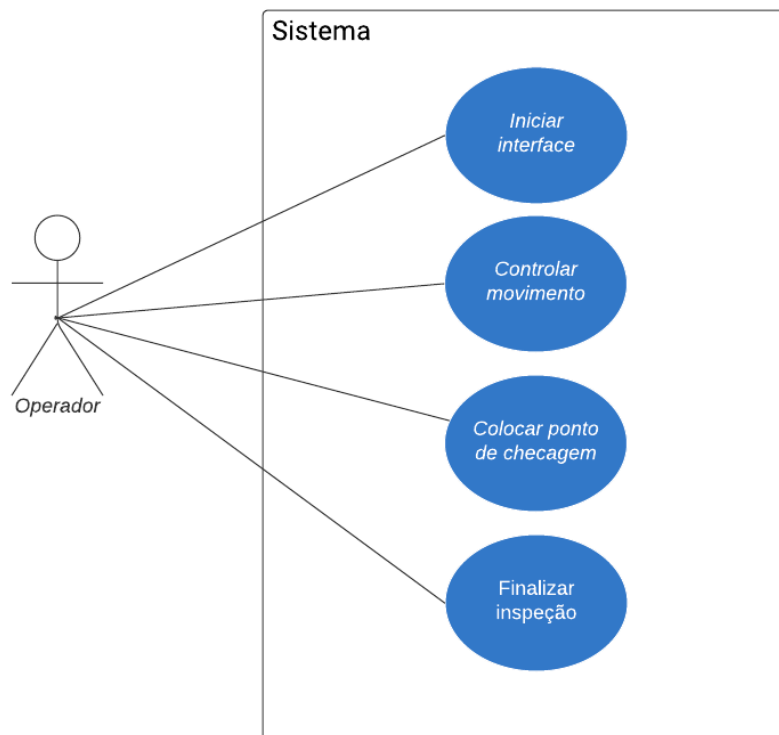 Sistema
Iniciar
interface
Controlar
movimento
Operador
Colocar ponto
de checagem
Finalizar
inspeção